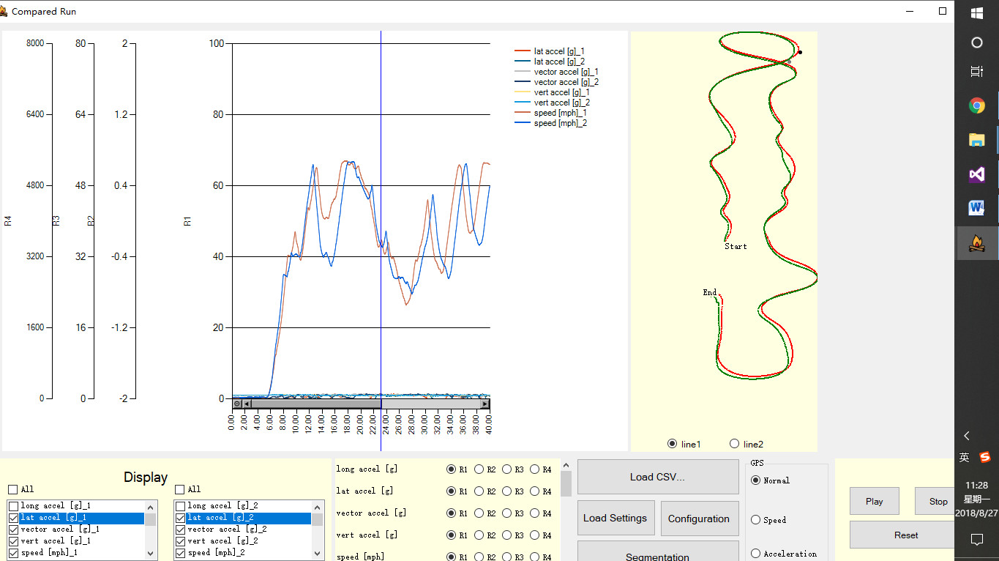 Compared Run
8000
6400
4800
3200
1600
0
R4
80
64
48
32
16
0
R3
2
1.2
0.4
-0.4
-1.2
-2
R2
100
80
60
40
20
0
R1
0.00 2.00 4.00 6.00 8.00 10.00 12.00 14.00 16.00 18.00 20.00 22.00 24.00 26.00 28.00 30.00 32.00 34.00 36.00 38.00 40.00
lat accel [g]_1
lat accel [g]_2
vector accel [g]_1
vector accel [g]_2
vert accel [g]_1
vert accel [g]_2
speed [mph]_1
speed [mph]_2
Start
End
line1 line2
Display
All
long accel [g]_1
lat accel [g]_1
vector accel [g]_1
vert accel [g]_1
speed [mph]_1
All
long accel [g]_2
lat accel [g]_2
vector accel [g]_2
vert accel [g]_2
speed [mph]_2
long accel [g] R1 R2 R3 R4
lat accel [g] R1 R2 R3 R4
vector accel [g] R1 R2 R3 R4
vert accel [g] R1 R2 R3 R4
speed [mph] R1 R2 R3 R4
Load CSV...
Load Settings
Configuration
Segmentation
GPS
Normal
Speed
Acceleration
Play
Stop
Reset
英
11:28
星期一
2018/8/27